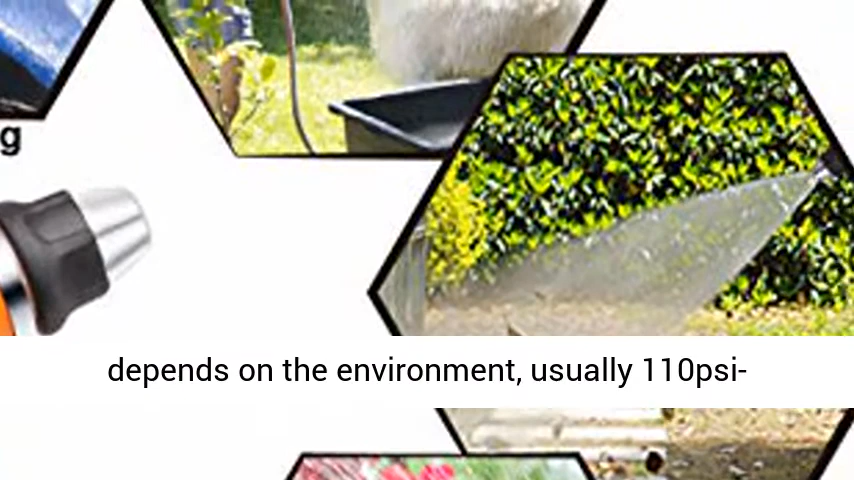 g
depends on the environment, usually 110psi-